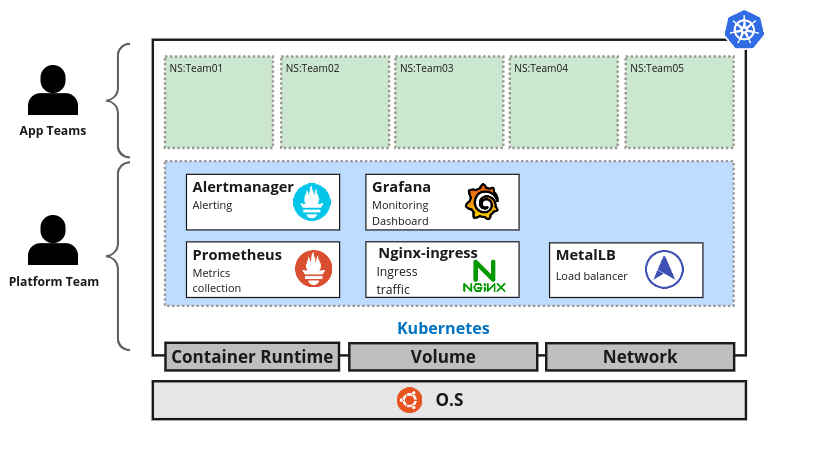 NS:Team01
NS:Team02
NS:Team03
NS:Team04
NS:Team05
App Teams
Alertmanager
Alerting
Grafana
Monitoring
Dashboard
Prometheus
Metrics
collection
Nginx-ingress
Ingress
traffic
NGiNX
MetalLB
Load balancer
Platform Team
Kubernetes
Container Runtime
Volume
Network
O.S